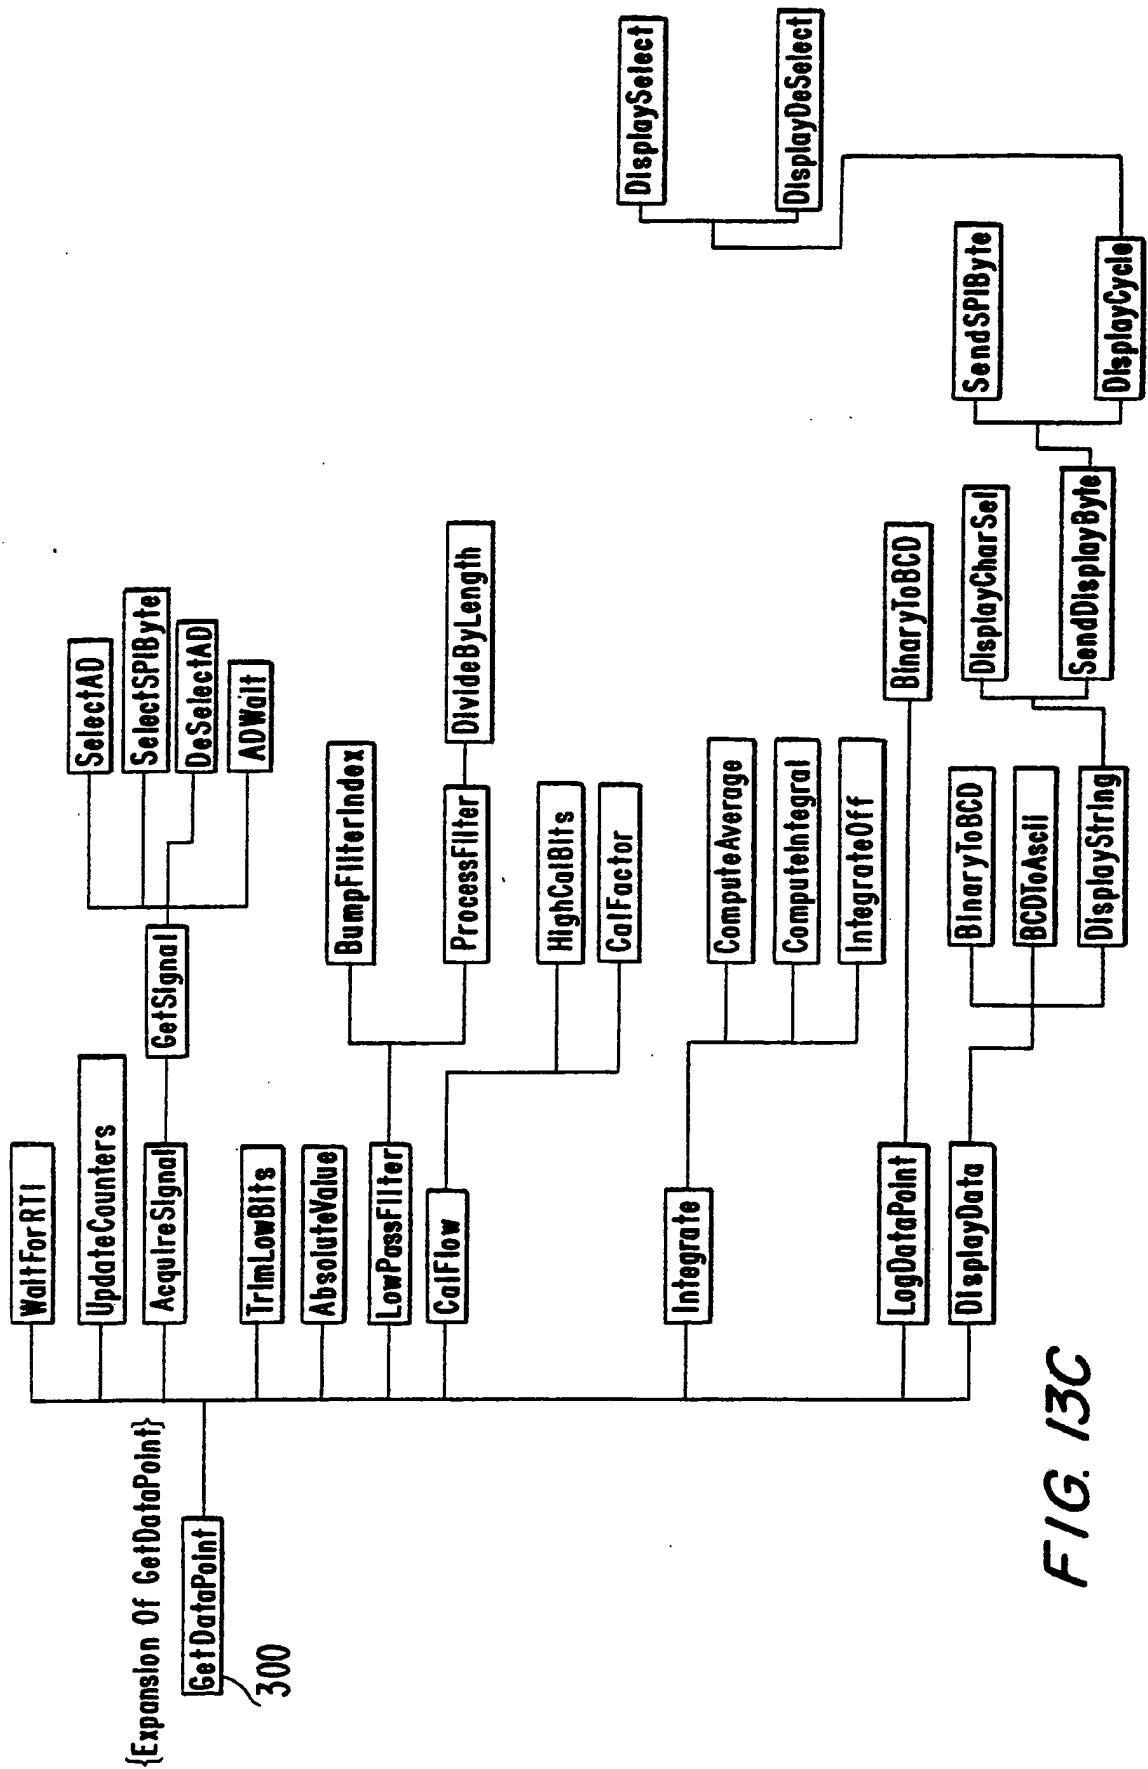 {Expansion Of GetDataPoint}
GetDataPoint
300
WaitForRTI
UpdateCounters
AcquireSignal
GetSignal
SelectAD
SelectSPIByte
DeSelectAD
ADWait
TrimLowBits
AbsoluteValue
LowPassFilter
BumpFilterIndex
ProcessFilter
DivideByLength
CalFlow
HighCalBits
CalFactor
Integrate
ComputeAverage
ComputeIntegral
IntegrateOff
LogDataPoint
BinaryToBCD
DisplayData
BinaryToBCD
BCDToAscii
DisplayString
DisplayCharSel
SendDisplayByte
SendSPIByte
DisplayCycle
DisplaySelect
DisplayDeSelect
FIG. 13C